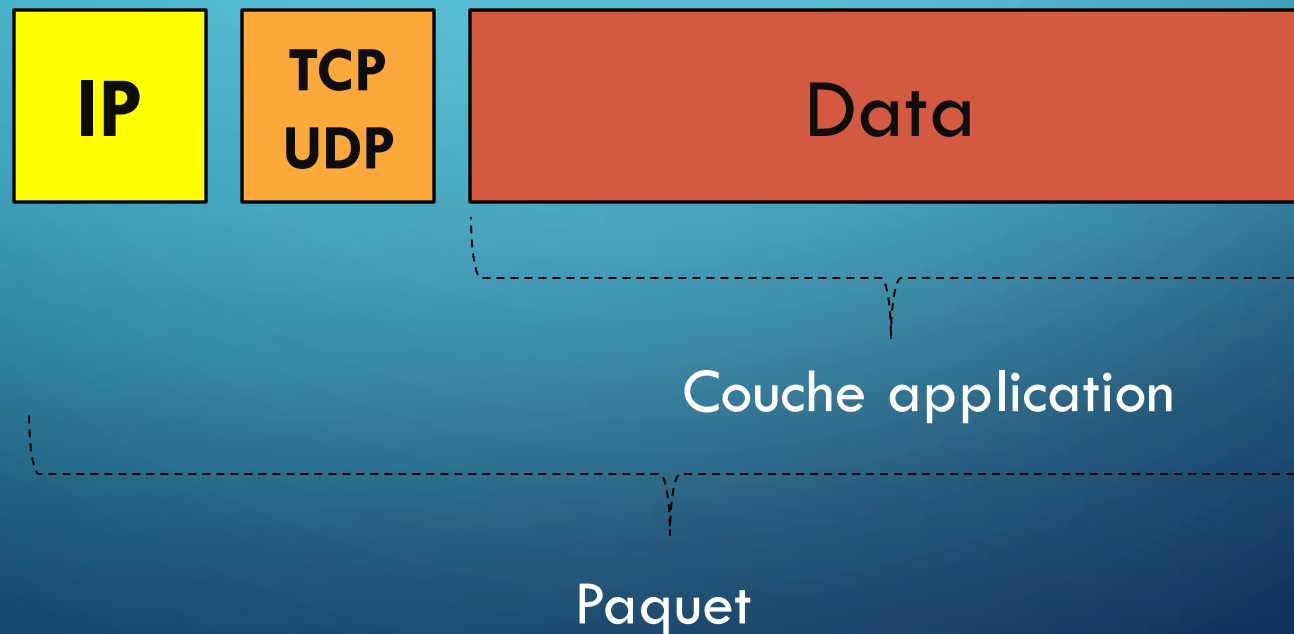 IP
TCP
UDP
Data
Couche application
Paquet